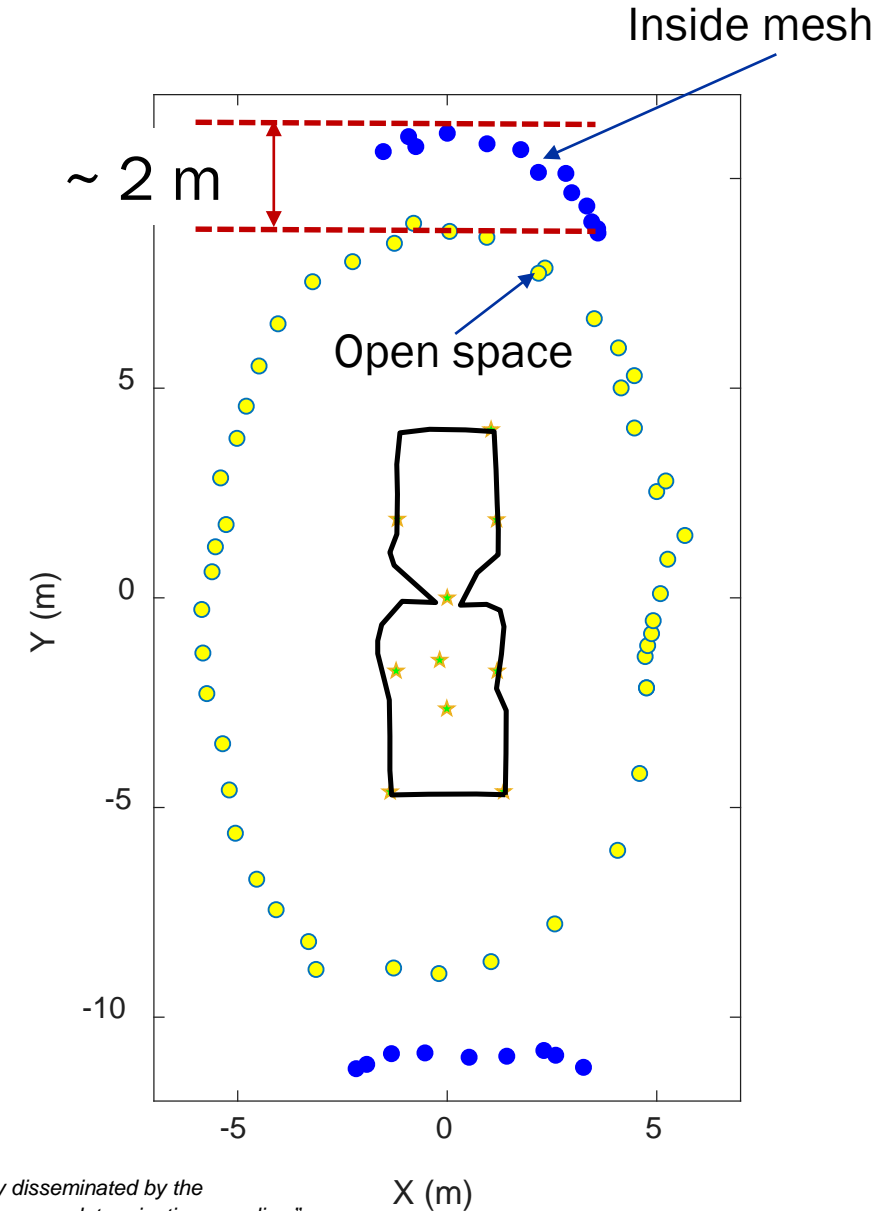 Inside mesh
~ 2 m
Open space
5
0
-5
-10
Y (m)
-5
0
5
X (m)
y disseminated by the